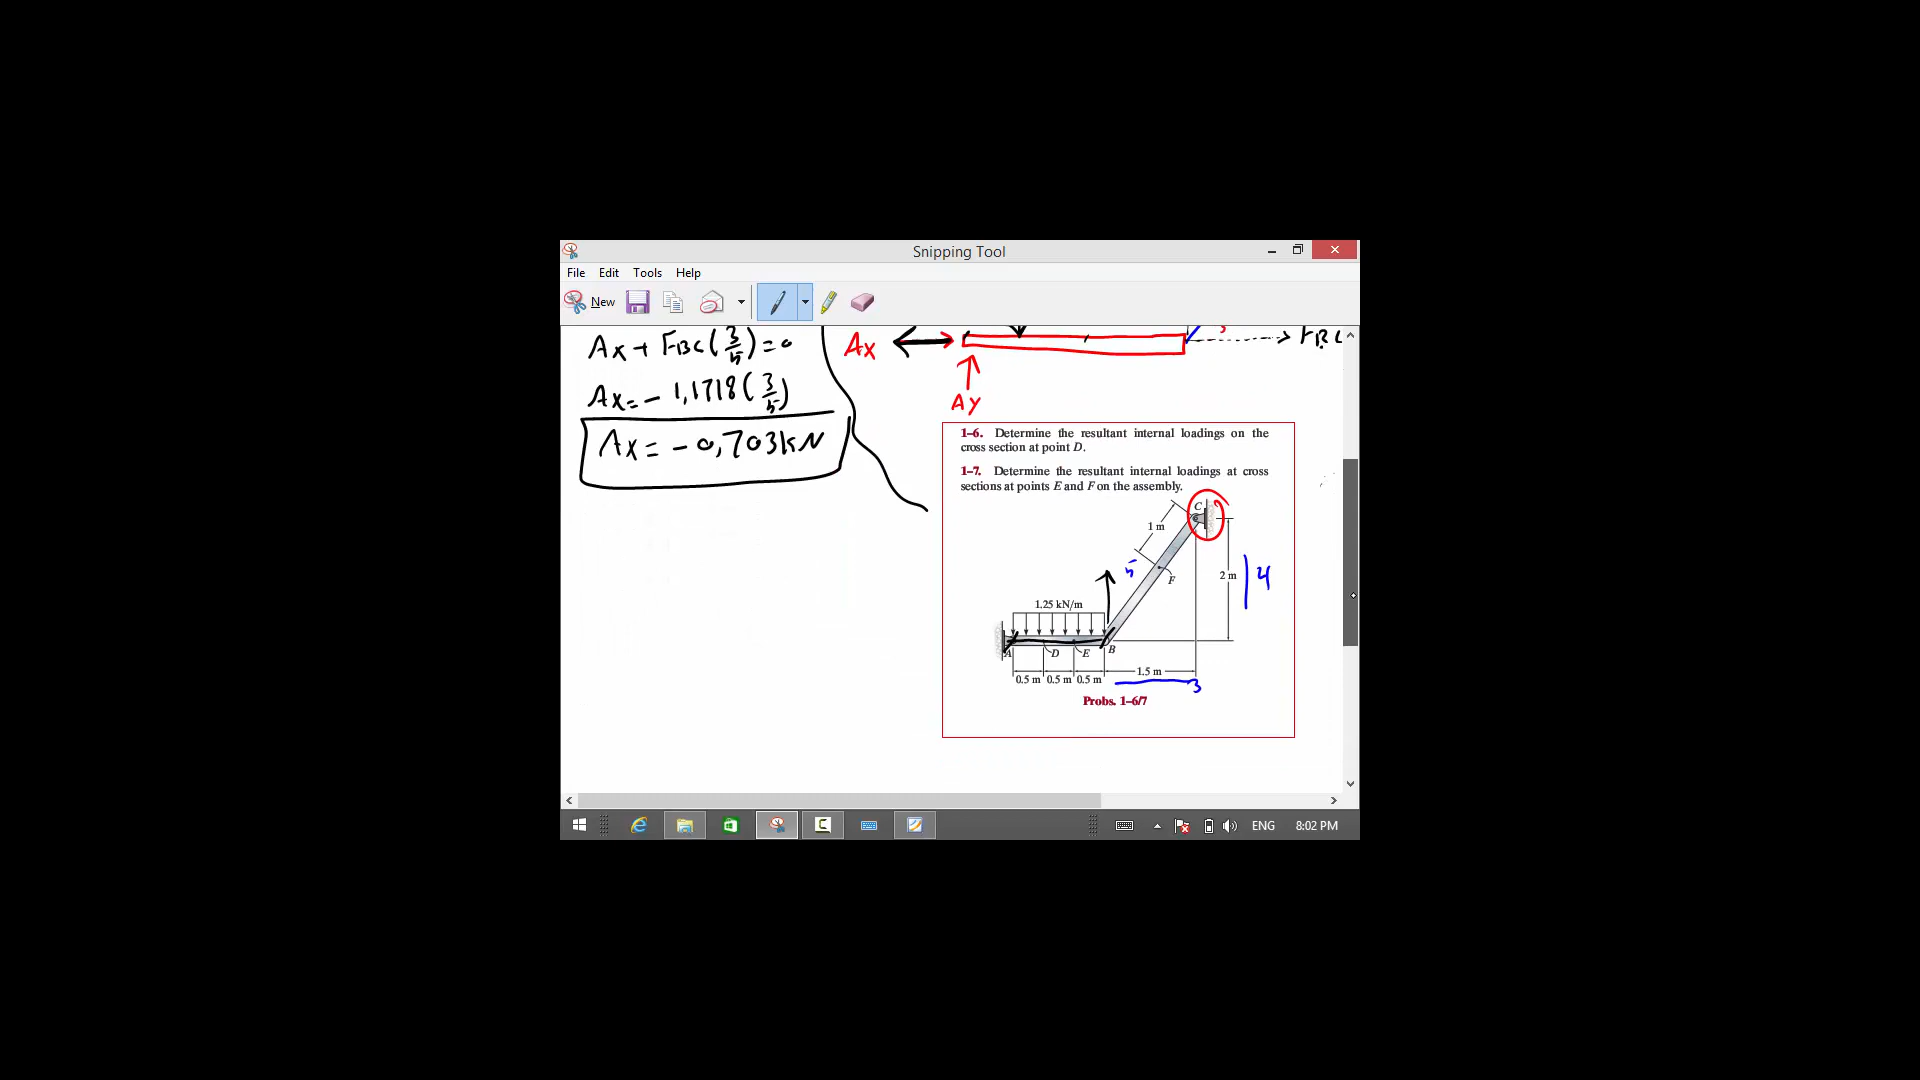 Snipping Tool
File Edit Tools Help
New
Ax + FBC(3/5)=0
Ax = - 1,1718(3/5)
Ax = - 0,703kN
Ax
FBC
Ay
1–6. Determine the resultant internal loadings on the
cross section at point D.
1–7. Determine the resultant internal loadings at cross
sections at points E and F on the assembly.
C
1 m
5
F
2 m
4
1.25 kN/m
A
D
E
B
1.5 m
0.5 m 0.5 m 0.5 m
3
Probs. 1–6/7
ENG 8:02 PM